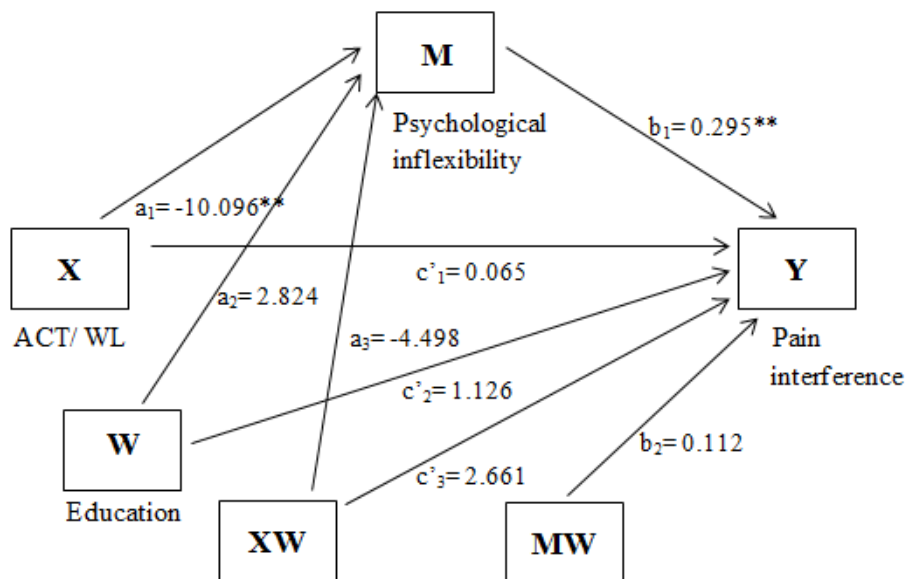 M
Psychological
inflexibility
b₁= 0.295**
a₁= -10.096**
X
ACT/ WL
c’₁= 0.065
Y
Pain
interference
a₂= 2.824
a₃= -4.498
c’₂= 1.126
W
Education
b₂= 0.112
c’₃= 2.661
XW
MW